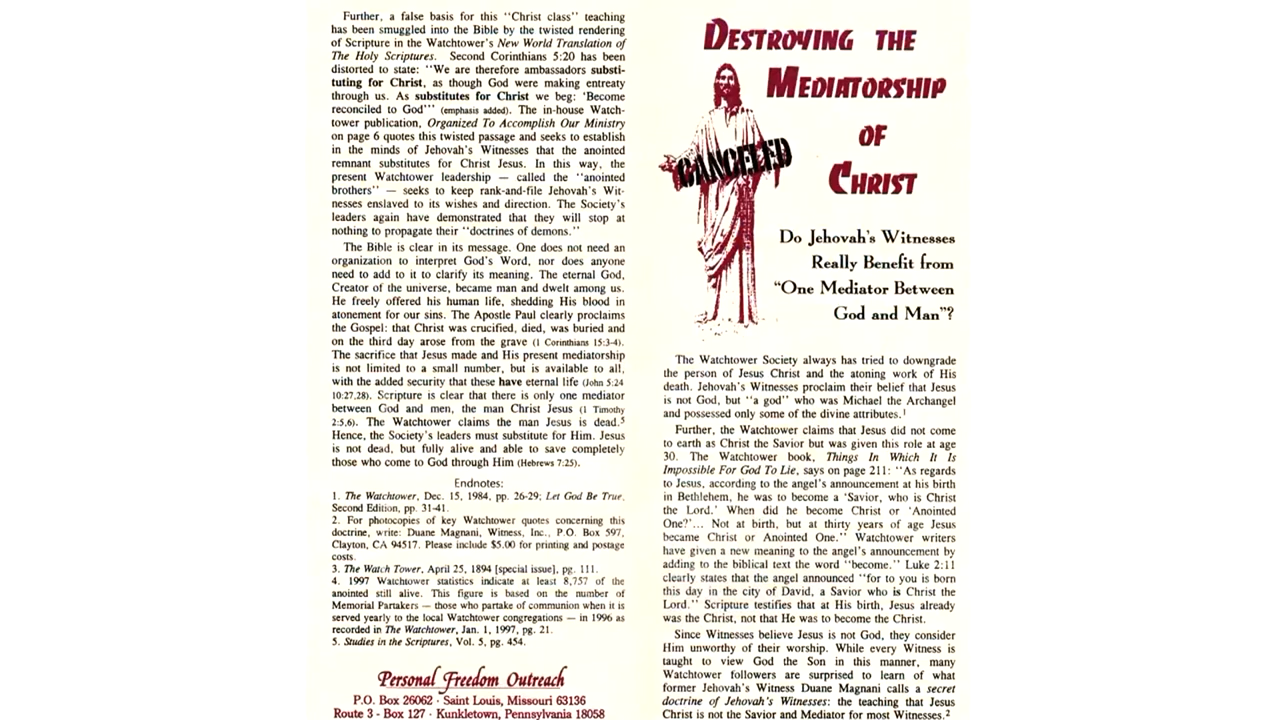 Further, a false basis for this "Christ class" teaching
has been smuggled into the Bible by the twisted rendering
of Scripture in the Watchtower's New World Translation of
The Holy Scriptures. Second Corinthians 5:20 has been
distorted to state: "We are therefore ambassadors substi-
tuting for Christ, as though God were making entreaty
through us. As substitutes for Christ we beg: 'Become
reconciled to God'" (emphasis added). The in-house Watch-
tower publication, Organized To Accomplish Our Ministry
on page 6 quotes this twisted passage and seeks to establish
in the minds of Jehovah's Witnesses that the anointed
remnant substitutes for Christ Jesus. In this way, the
present Watchtower leadership — called the "anointed
brothers" — seeks to keep rank-and-file Jehovah's Wit-
nesses enslaved to its wishes and direction. The Society's
leaders again have demonstrated that they will stop at
nothing to propagate their "doctrines of demons."
The Bible is clear in its message. One does not need an
organization to interpret God's Word, nor does anyone
need to add to it to clarify its meaning. The eternal God,
Creator of the universe, became man and dwelt among us.
He freely offered his human life, shedding His blood in
atonement for our sins. The Apostle Paul clearly proclaims
the Gospel: that Christ was crucified, died, was buried and
on the third day arose from the grave (1 Corinthians 15:3-4).
The sacrifice that Jesus made and His present mediatorship
is not limited to a small number, but is available to all,
with the added security that these have eternal life (John 5:24
10:27,28). Scripture is clear that there is only one mediator
between God and men, the man Christ Jesus (1 Timothy
2:5,6). The Watchtower claims the man Jesus is dead.5
Hence, the Society's leaders must substitute for Him. Jesus
is not dead, but fully alive and able to save completely
those who come to God through Him (Hebrews 7:25).
Endnotes:
1. The Watchtower, Dec. 15, 1984, pp. 26-29; Let God Be True,
Second Edition, pp. 31-41.
2. For photocopies of key Watchtower quotes concerning this
doctrine, write: Duane Magnani, Witness, Inc., P.O. Box 597,
Clayton, CA 94517. Please include $5.00 for printing and postage
costs.
3. The Watch Tower, April 25, 1894 [special issue], pg. 111.
4. 1997 Watchtower statistics indicate at least 8,757 of the
anointed still alive. This figure is based on the number of
Memorial Partakers — those who partake of communion when it is
served yearly to the local Watchtower congregations — in 1996 as
recorded in The Watchtower, Jan. 1, 1997, pg. 21.
5. Studies in the Scriptures, Vol. 5, pg. 454.
Personal Freedom Outreach
P.O. Box 26062 · Saint Louis, Missouri 63136
Route 3 - Box 127 · Kunkletown, Pennsylvania 18058
DESTROYING THE
MEDIATORSHIP
OF
CHRIST
CANCELED
Do Jehovah's Witnesses
Really Benefit from
"One Mediator Between
God and Man"?
The Watchtower Society always has tried to downgrade
the person of Jesus Christ and the atoning work of His
death. Jehovah's Witnesses proclaim their belief that Jesus
is not God, but "a god" who was Michael the Archangel
and possessed only some of the divine attributes.1
Further, the Watchtower claims that Jesus did not come
to earth as Christ the Savior but was given this role at age
30. The Watchtower book, Things In Which It Is
Impossible For God To Lie, says on page 211: "As regards
to Jesus, according to the angel's announcement at his birth
in Bethlehem, he was to become a 'Savior, who is Christ
the Lord.' When did he become Christ or 'Anointed
One?'... Not at birth, but at thirty years of age Jesus
became Christ or Anointed One." Watchtower writers
have given a new meaning to the angel's announcement by
adding to the biblical text the word "become." Luke 2:11
clearly states that the angel announced "for to you is born
this day in the city of David, a Savior who is Christ the
Lord." Scripture testifies that at His birth, Jesus already
was the Christ, not that He was to become the Christ.
Since Witnesses believe Jesus is not God, they consider
Him unworthy of their worship. While every Witness is
taught to view God the Son in this manner, many
Watchtower followers are surprised to learn of what
former Jehovah's Witness Duane Magnani calls a secret
doctrine of Jehovah's Witnesses: the teaching that Jesus
Christ is not the Savior and Mediator for most Witnesses.2